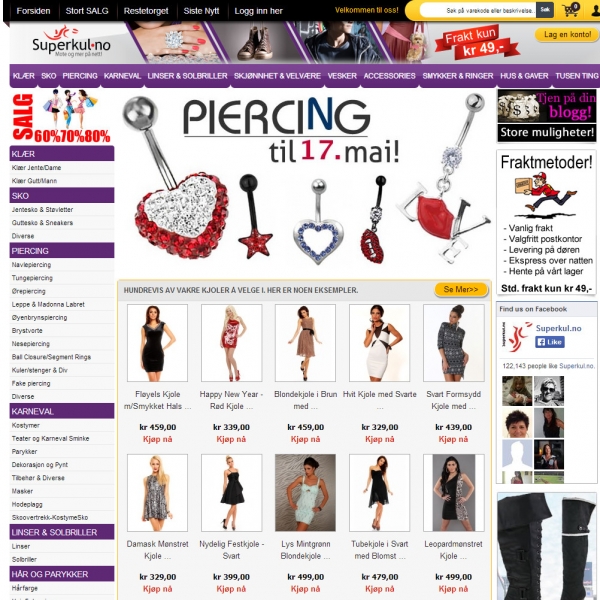 Forsiden
Stort SALG
Restetorget
Siste Nytt
Logg inn her
Velkommen til oss!
Søk på varekode eller beskrivelse.
0
Superkul.no
Mote og mer på nett!
Frakt kun
kr 49,-
Lag en konto!
KLÆR SKO PIERCING KARNEVAL LINSER & SOLBRILLER SKJØNNHET & VELVÆRE VESKER ACCESSORIES SMYKKER & RINGER HUS & GAVER TUSEN TING
SALG
60%70%80%
KLÆR
Klær Jente/Dame
Klær Gutt/Mann
SKO
Jentesko & Støvletter
Guttesko & Sneakers
Diverse
PIERCING
Navlepiercing
Tungepiercing
Ørepiercing
Leppe & Madonna Labret
Øyenbrynspiercing
Brystvorte
Nesepiercing
Ball Closure/Segment Rings
Kuler/stenger & Div
Fake piercing
Diverse
KARNEVAL
Kostymer
Teater og Karneval Sminke
Parykker
Dekorasjon og Pynt
Tilbehør & Diverse
Masker
Hodeplagg
Skoovertrekk-KostymeSko
LINSER & SOLBRILLER
Linser
Solbriller
HÅR OG PARYKKER
Hårfarge
PIERCING
til 17. mai!
LOVE
HUNDREVIS AV VAKRE KJOLER Å VELGE I. HER ER NOEN EKSEMPLER.
Se Mer>>
Fløyels Kjole
m/Smykket Hals ...
kr 459,00
Kjøp nå
Happy New Year -
Rød Kjole ...
kr 339,00
Kjøp nå
Blondekjole i Brun
med ...
kr 459,00
Kjøp nå
Hvit Kjole med Svarte
...
kr 329,00
Kjøp nå
Svart Formsydd
Kjole med ...
kr 439,00
Kjøp nå
Damask Mønstret
Kjole ...
kr 329,00
Kjøp nå
Nydelig Festkjole -
Svart
kr 399,00
Kjøp nå
Lys Mintgrønn
Blondekjole ...
kr 499,00
Kjøp nå
Tubekjole i Svart
med Blomst ...
kr 479,00
Kjøp nå
Leopardmønstret
Kjole ...
kr 499,00
Kjøp nå
Tjen på din
blogg!
Store muligheter!
Fraktmetoder!
- Vanlig frakt
- Valgfritt postkontor
- Levering på døren
- Ekspress over natten
- Hente på vårt lager
Std. frakt kun kr 49,-
Find us on Facebook
Superkul.no
Like
122,143 people like Superkul.no.